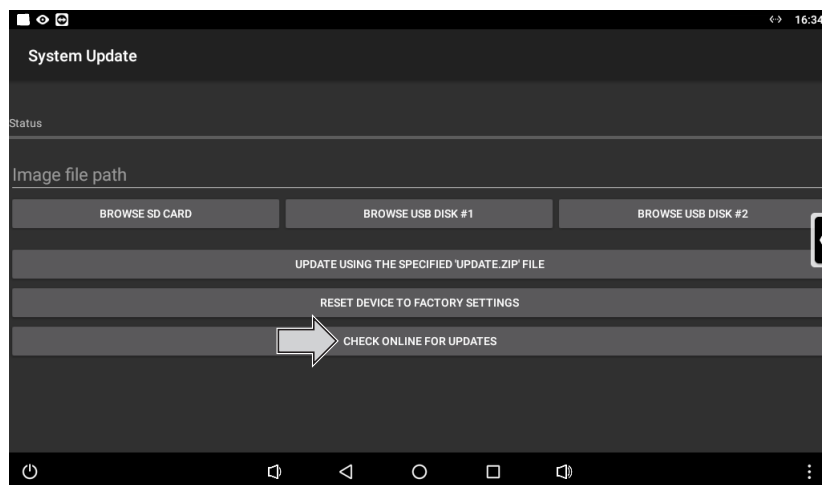 16:34
System Update
Status
Image file path
BROWSE SD CARD
BROWSE USB DISK #1
BROWSE USB DISK #2
UPDATE USING THE SPECIFIED 'UPDATE.ZIP' FILE
RESET DEVICE TO FACTORY SETTINGS
CHECK ONLINE FOR UPDATES